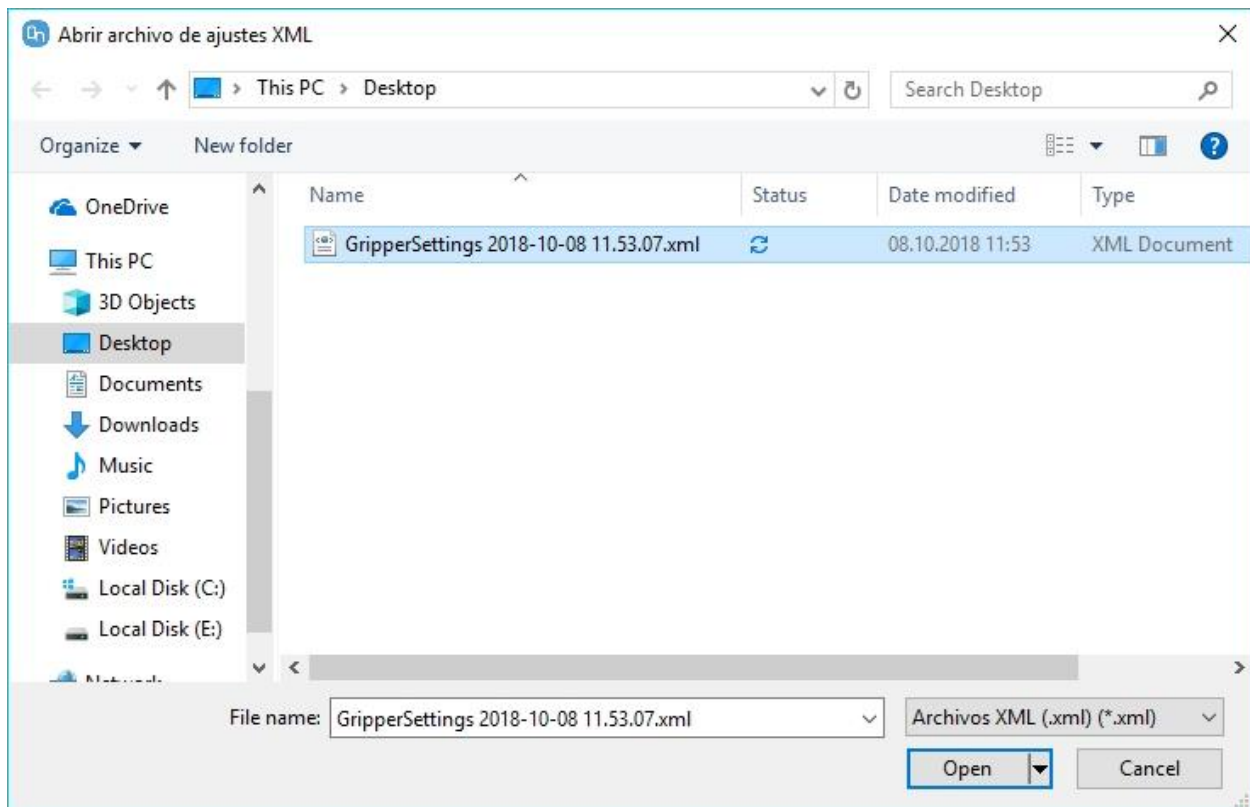 Abrir archivo de ajustes XML
This PC > Desktop
Search Desktop
Organize
New folder
Name Status Date modified Type
GripperSettings 2018-10-08 11.53.07.xml 08.10.2018 11:53 XML Document
OneDrive
This PC
3D Objects
Desktop
Documents
Downloads
Music
Pictures
Videos
Local Disk (C:)
Local Disk (E:)
File name: GripperSettings 2018-10-08 11.53.07.xml Archivos XML (.xml) (*.xml)
Open Cancel